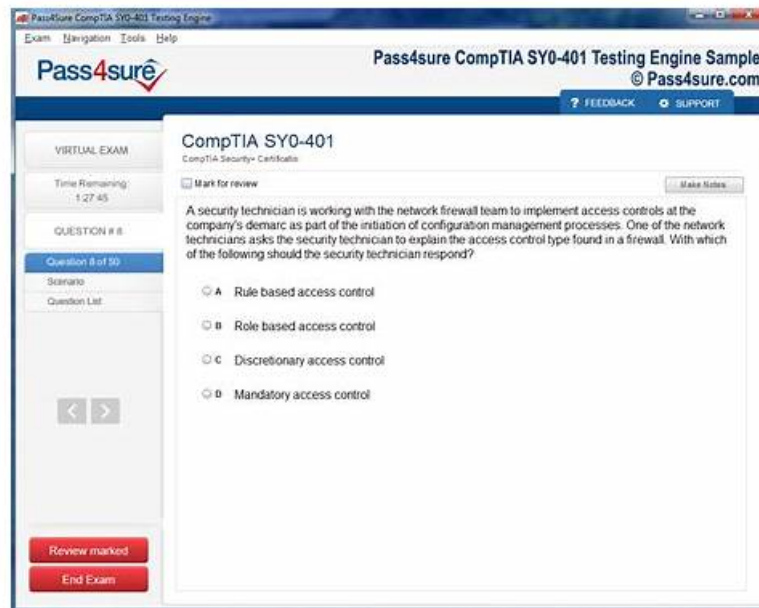 Pass4Sure CompTIA SY0-401 Testing Engine
Exam Navigation Tools Help
Pass4surê
Pass4sure CompTIA SY0-401 Testing Engine Sample
© Pass4sure.com
? FEEDBACK SUPPORT
VIRTUAL EXAM
Time Remaining:
1:27:45
QUESTION # 8
Question 8 of 50
Scenario
Question List
CompTIA SY0-401
CompTIA Security+ Certificatio
Mark for review
Make Notes
A security technician is working with the network firewall team to implement access controls at the
company's demarc as part of the initiation of configuration management processes. One of the network
technicians asks the security technician to explain the access control type found in a firewall. With which
of the following should the security technician respond?
A Rule based access control
B Role based access control
C Discretionary access control
D Mandatory access control
< >
Review marked
End Exam